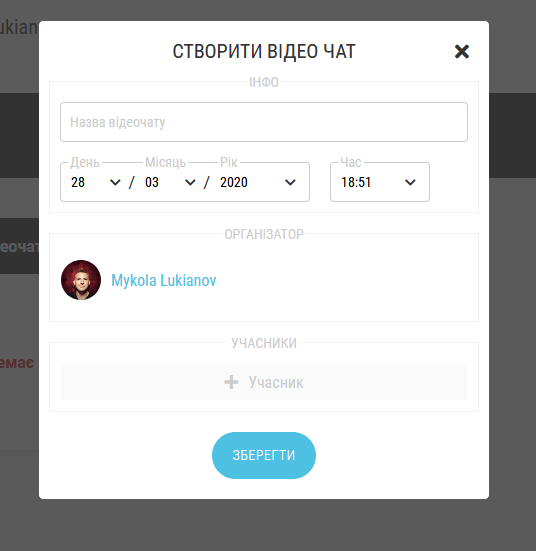 ukian
СТВОРИТИ ВІДЕО ЧАТ
ІНФО
Назва відеочату
День Місяць Рік Час
28 / 03 / 2020 18:51
еочат
ОРГАНІЗАТОР
Mykola Lukianov
УЧАСНИКИ
емає
Учасник
ЗБЕРЕГТИ